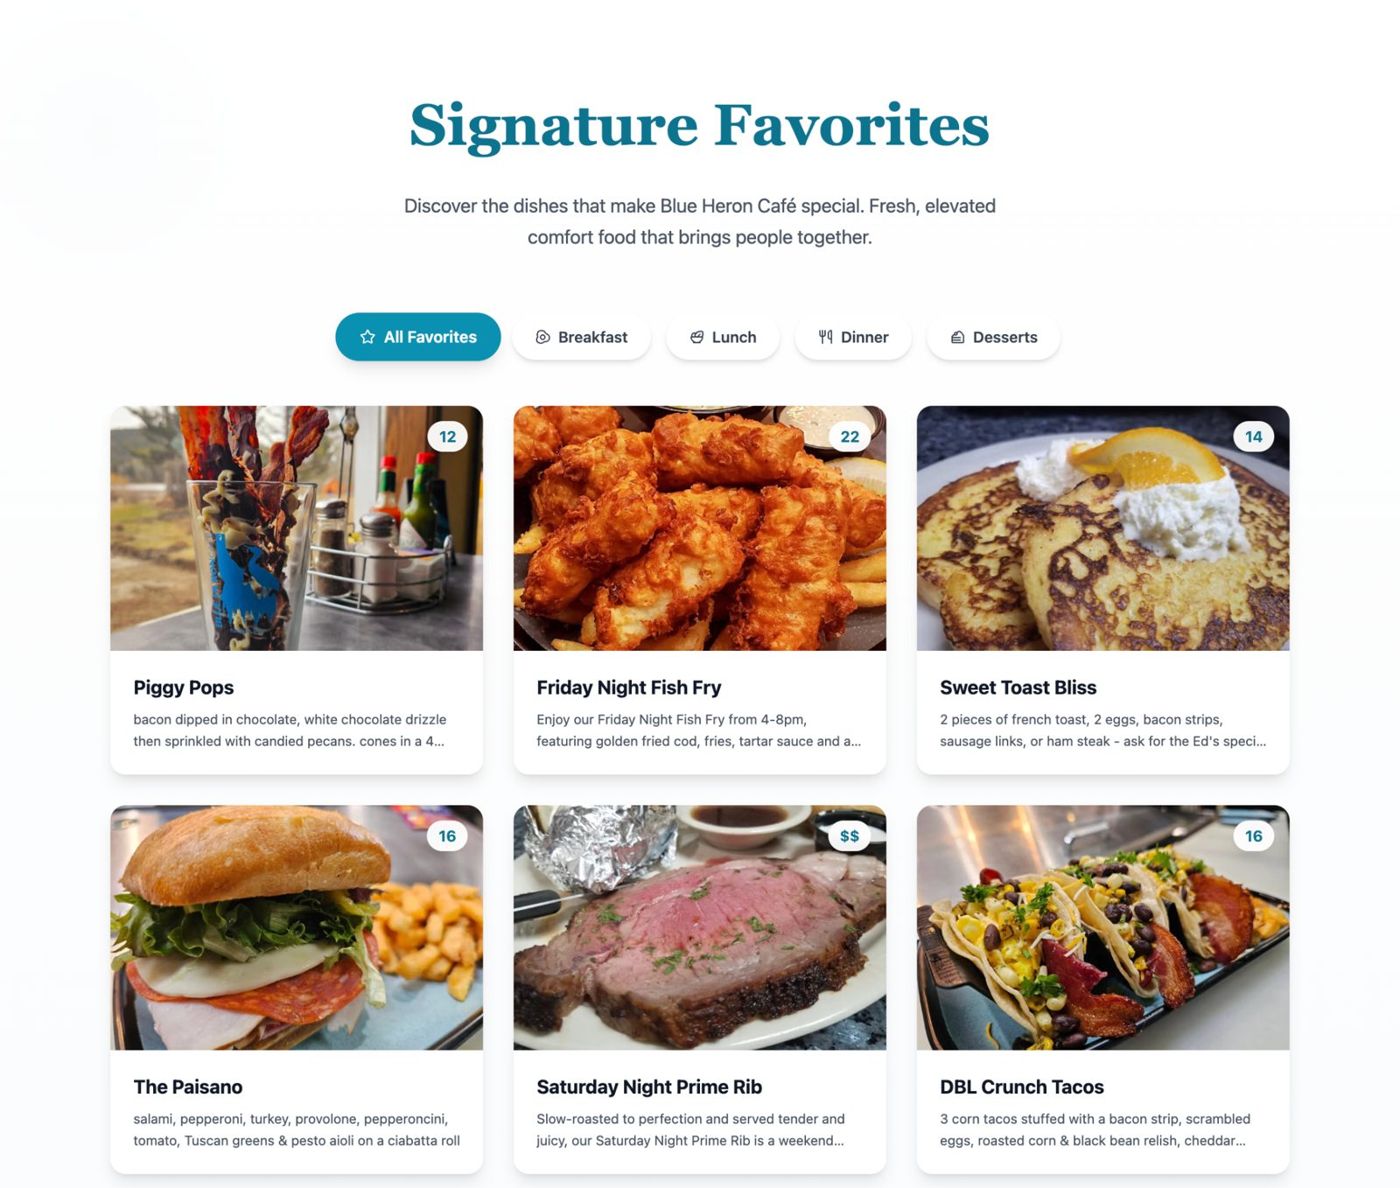 Signature Favorites
Discover the dishes that make Blue Heron Café special. Fresh, elevated
comfort food that brings people together.
All Favorites
Breakfast
Lunch
Dinner
Desserts
12
22
14
Piggy Pops
bacon dipped in chocolate, white chocolate drizzle
then sprinkled with candied pecans. cones in a 4...
Friday Night Fish Fry
Enjoy our Friday Night Fish Fry from 4-8pm,
featuring golden fried cod, fries, tartar sauce and a...
Sweet Toast Bliss
2 pieces of french toast, 2 eggs, bacon strips,
sausage links, or ham steak - ask for the Ed's speci...
16
$$
16
The Paisano
salami, pepperoni, turkey, provolone, pepperoncini,
tomato, Tuscan greens & pesto aioli on a ciabatta roll
Saturday Night Prime Rib
Slow-roasted to perfection and served tender and
juicy, our Saturday Night Prime Rib is a weekend...
DBL Crunch Tacos
3 corn tacos stuffed with a bacon strip, scrambled
eggs, roasted corn & black bean relish, cheddar...